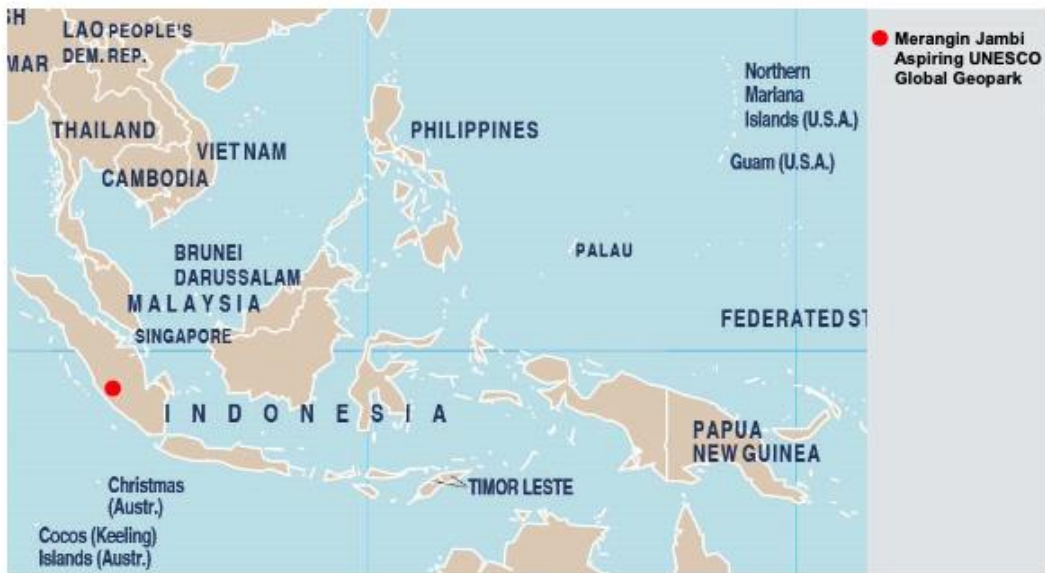 SH
LAO PEOPLE'S
DEM. REP.
MAR
THAILAND
VIET NAM
CAMBODIA
PHILIPPINES
Northern
Mariana
Islands (U.S.A.)
Guam (U.S.A.)
BRUNEI
DARUSSALAM
PALAU
MALAYSIA
SINGAPORE
FEDERATED ST
INDONESIA
PAPUA
NEW GUINEA
Christmas
(Austr.)
TIMOR LESTE
Cocos (Keeling)
Islands (Austr.)
Merangin Jambi
Aspiring UNESCO
Global Geopark